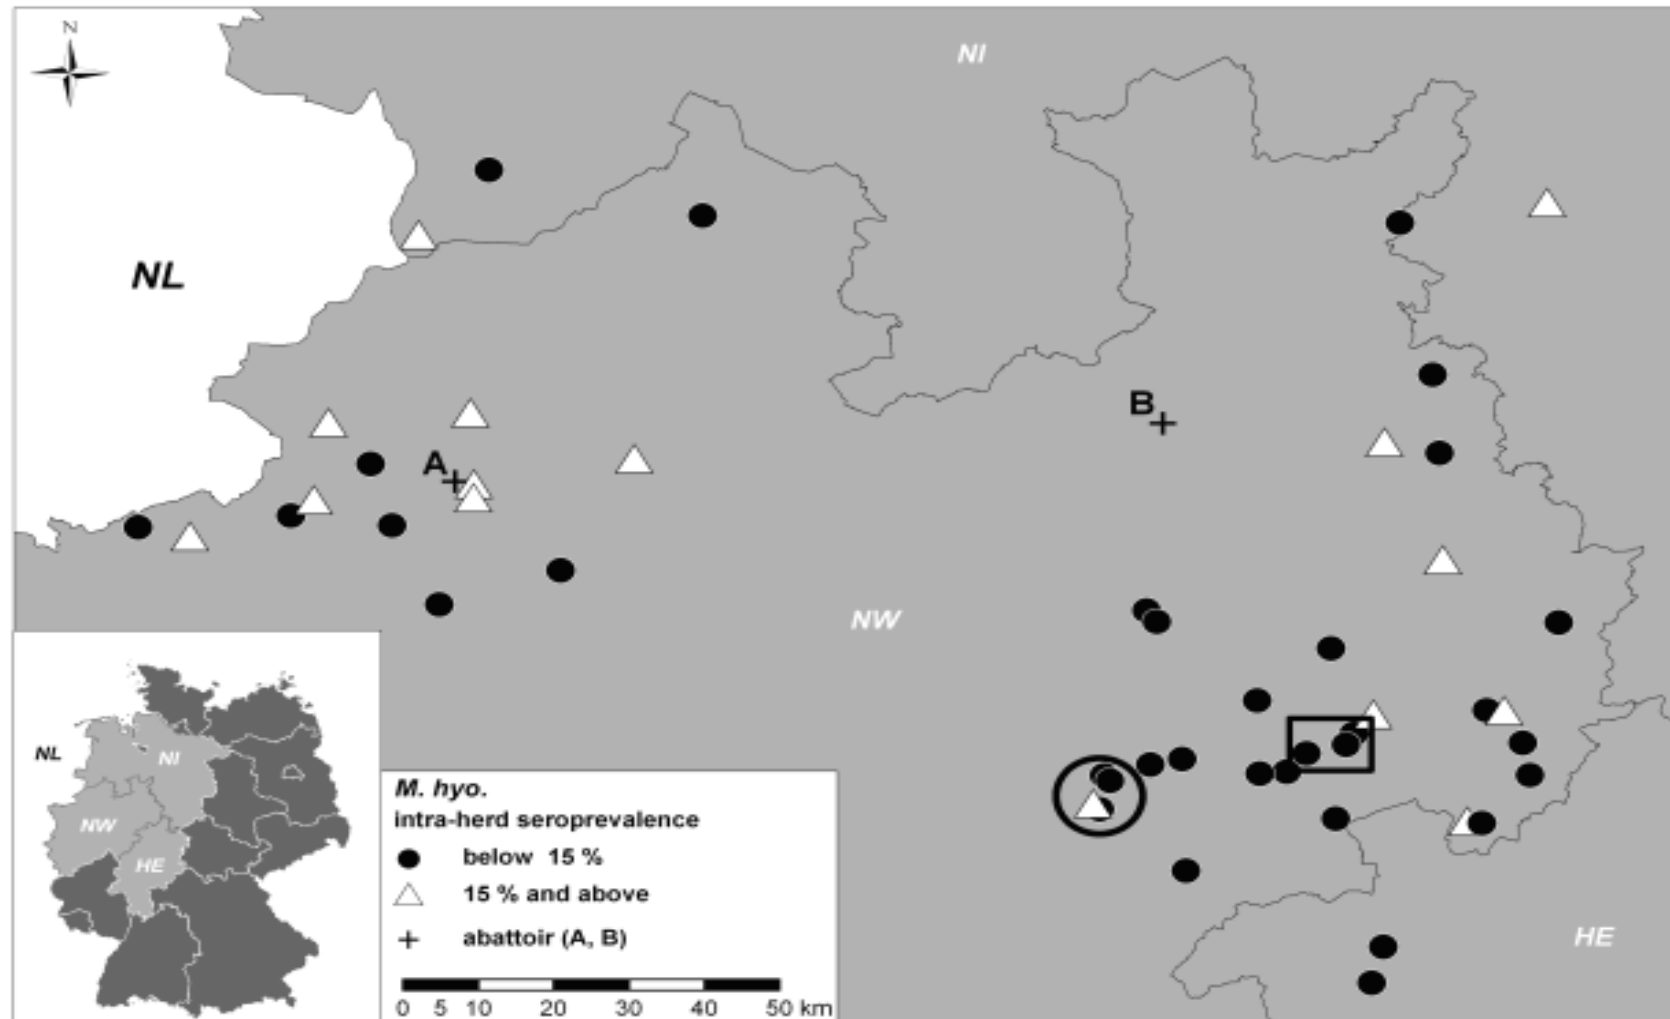 N
NI
NL
B
A
NW
HE
NL
NI
NW
HE
M. hyo.
intra-herd seroprevalence
below 15 %
15 % and above
abattoir (A, B)
0 5 10 20 30 40 50 km